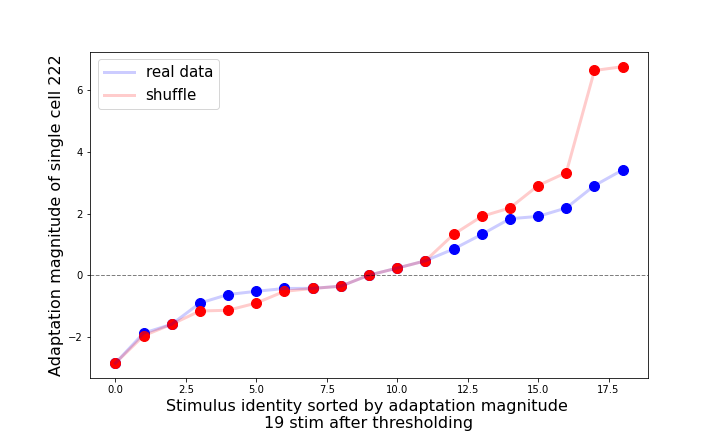 real data
shuffle
Adaptation magnitude of single cell 222
6
4
2
0
−2
0.0 2.5 5.0 7.5 10.0 12.5 15.0 17.5
Stimulus identity sorted by adaptation magnitude
19 stim after thresholding